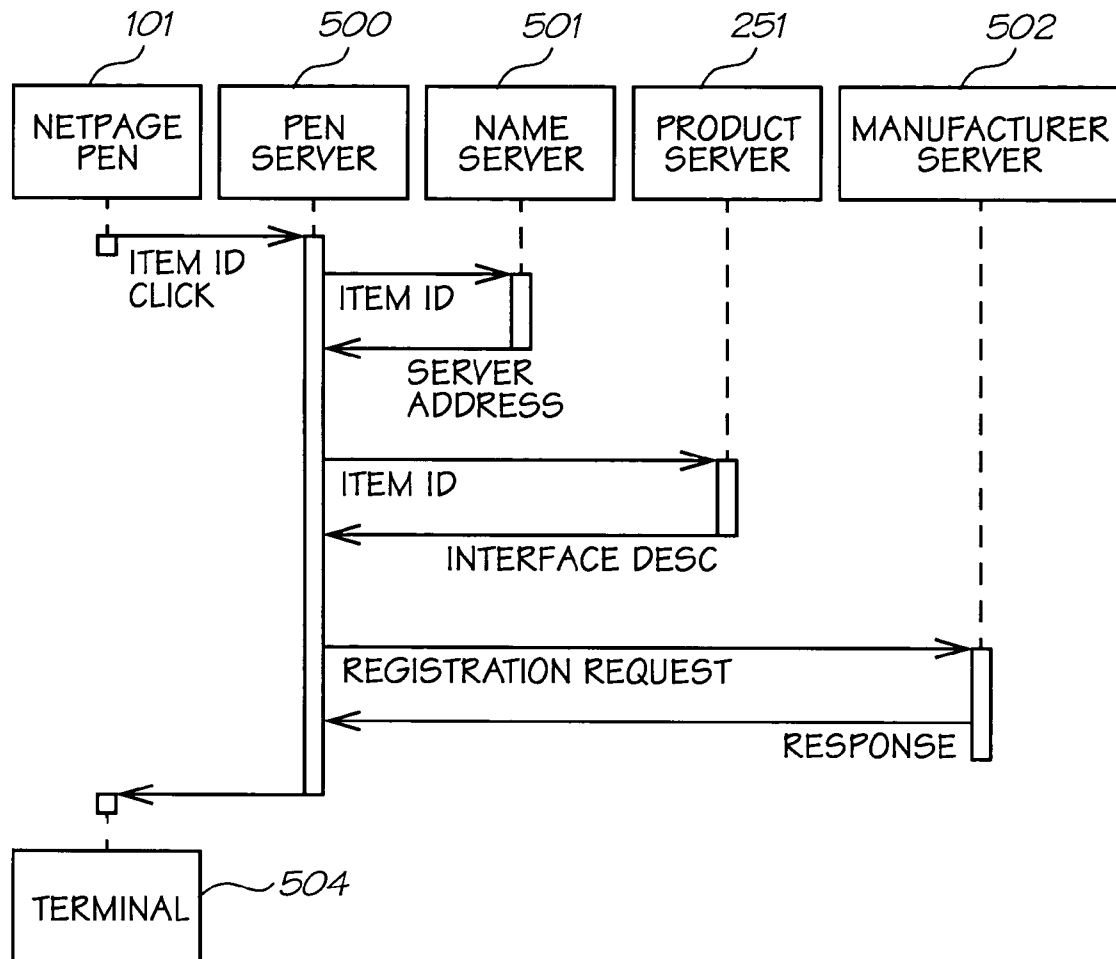 101
500
501
251
502
NETPAGE
PEN
PEN
SERVER
NAME
SERVER
PRODUCT
SERVER
MANUFACTURER
SERVER
ITEM ID
CLICK
ITEM ID
SERVER
ADDRESS
ITEM ID
INTERFACE DESC
REGISTRATION REQUEST
RESPONSE
TERMINAL
504